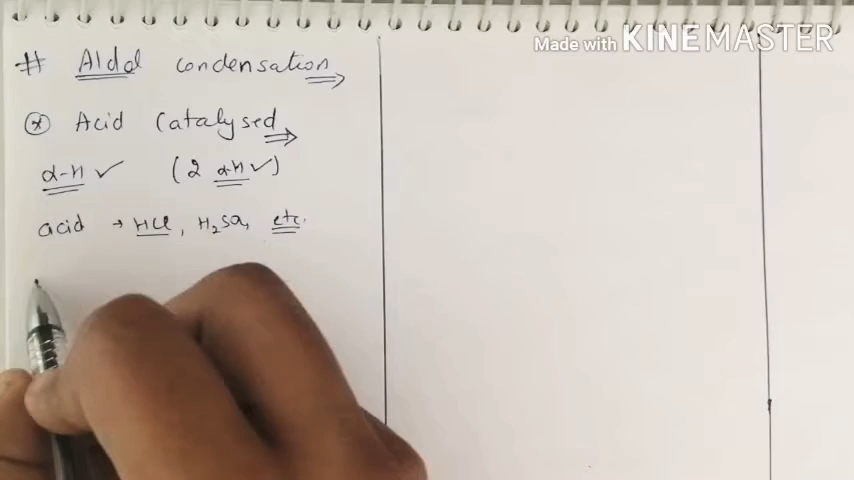 # Aldol condensation
* Acid Catalysed
α-H ✓ (2 α-H ✓)
acid → HCl, H₂SO₄ etc.
Made with KINEMASTER